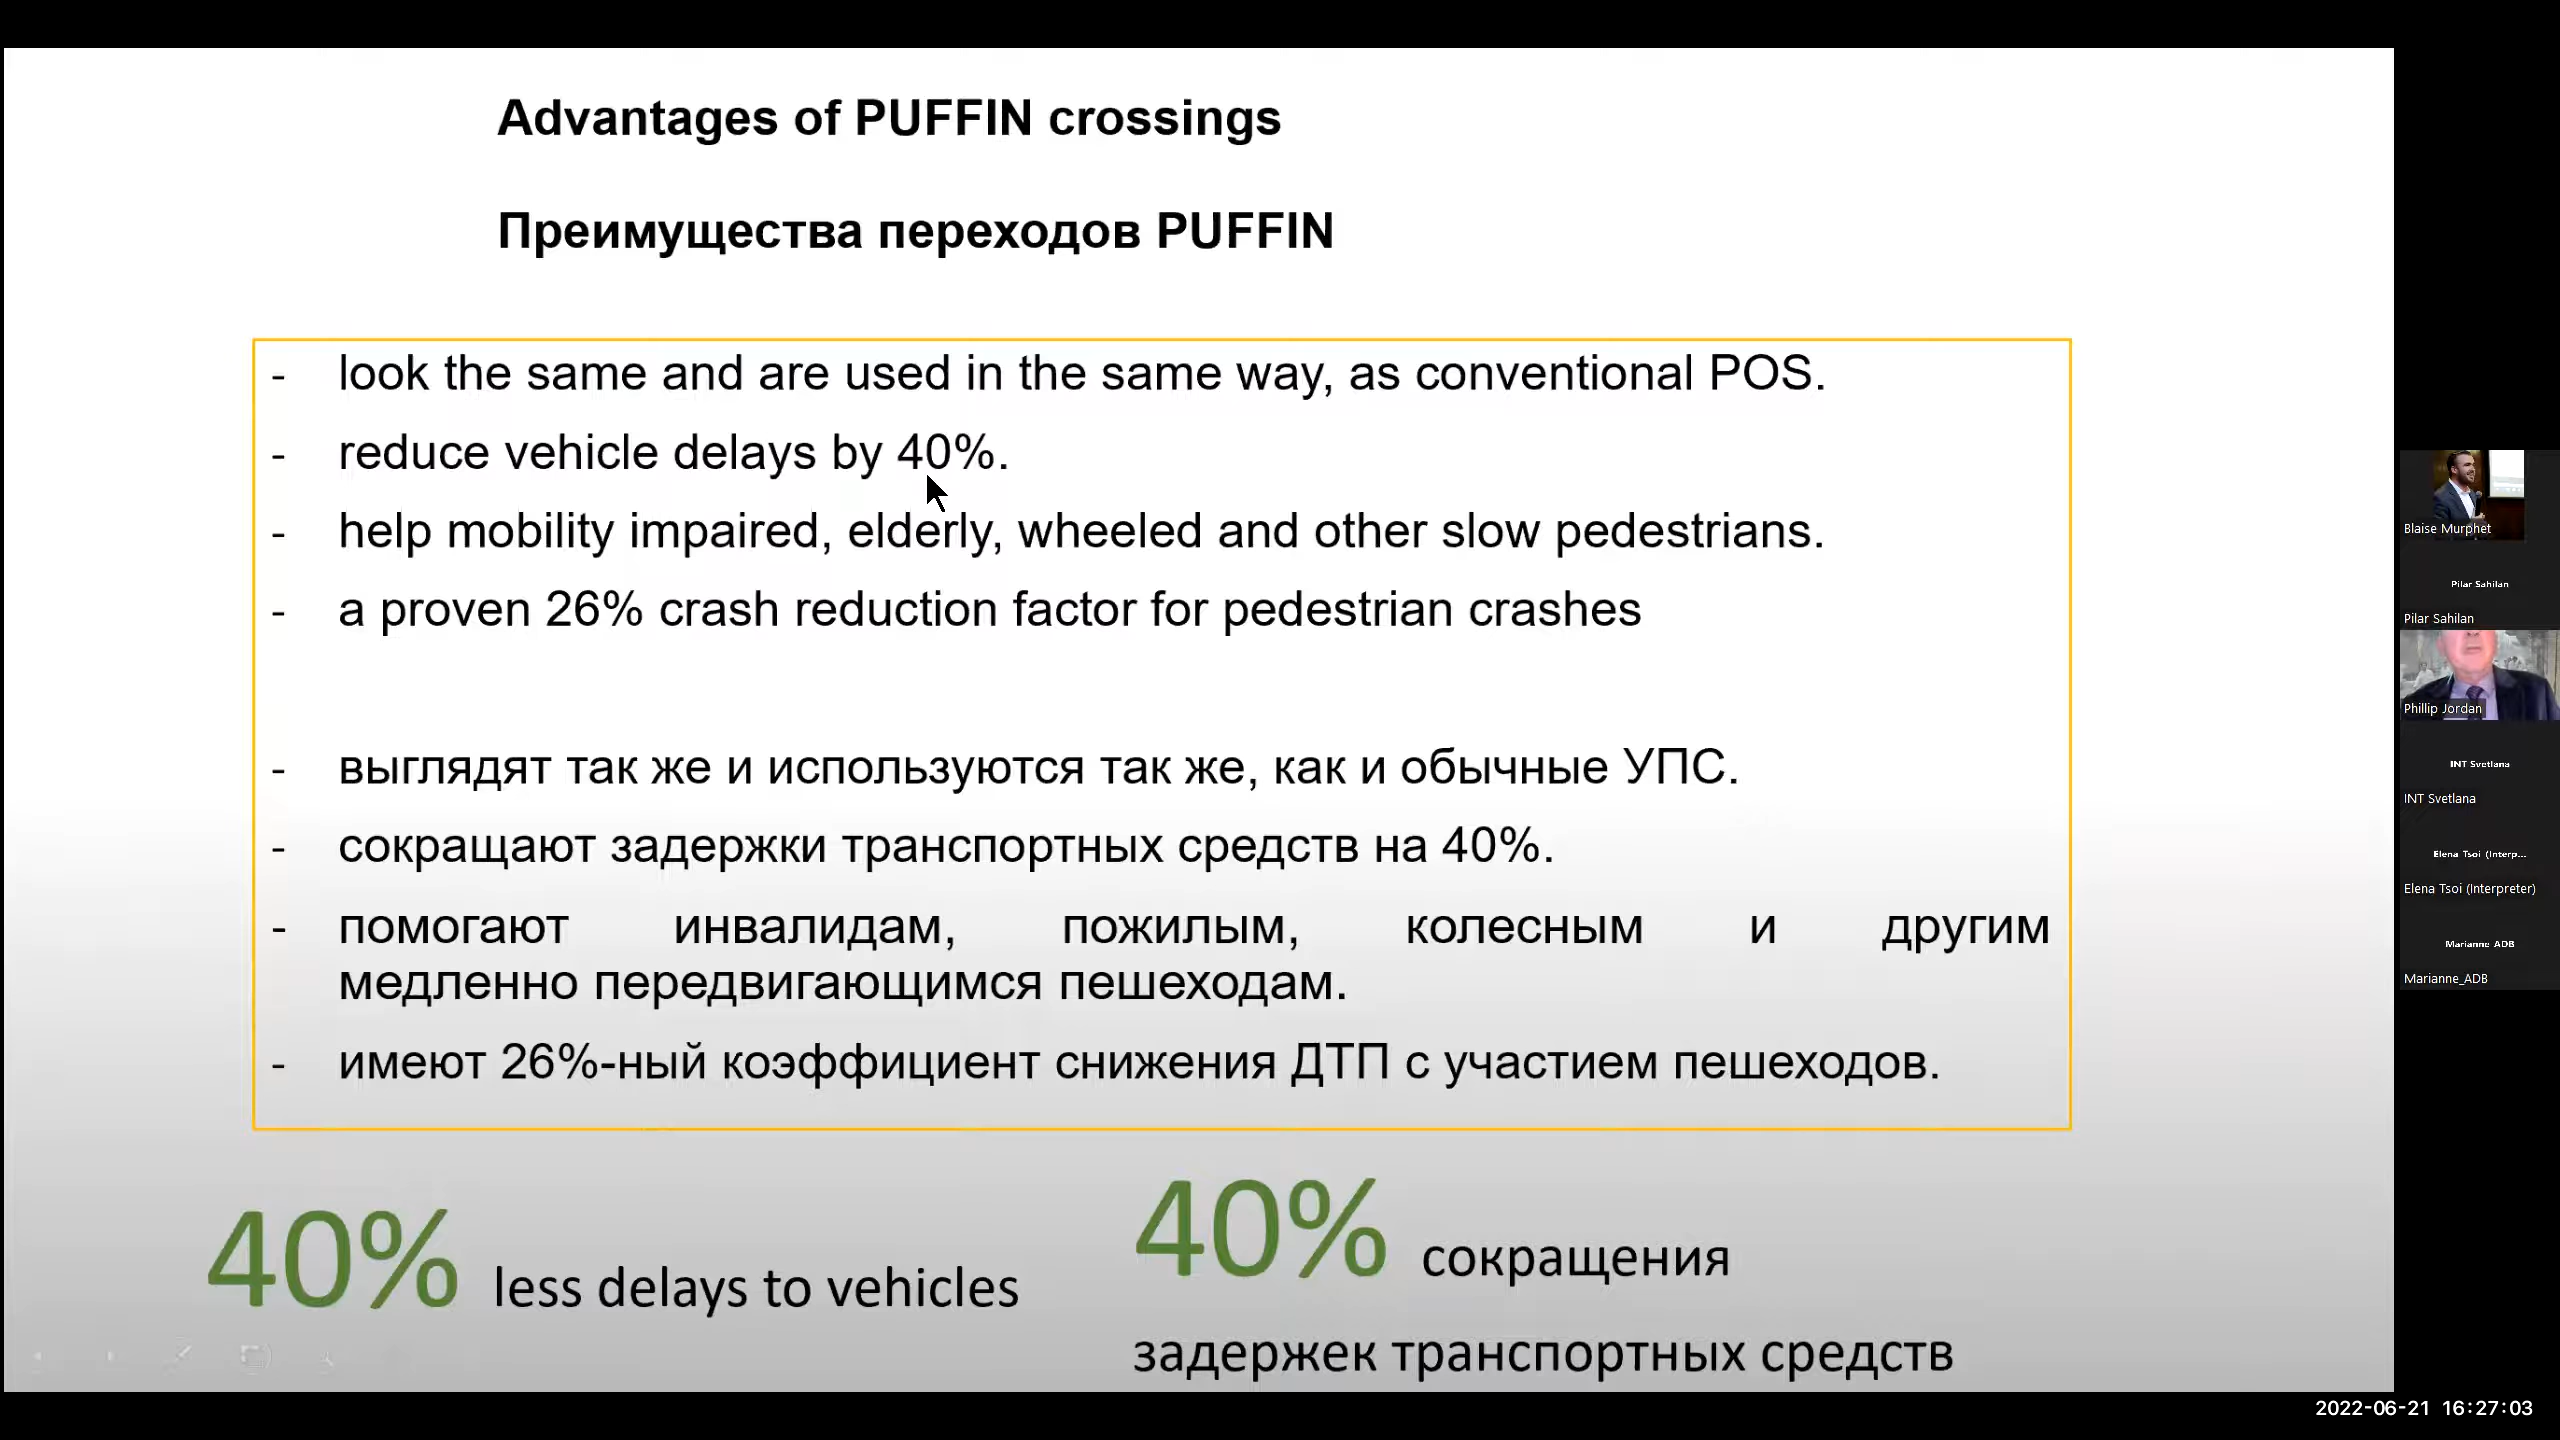 Advantages of PUFFIN crossings
Преимущества переходов PUFFIN
- look the same and are used in the same way, as conventional POS.
- reduce vehicle delays by 40%.
- help mobility impaired, elderly, wheeled and other slow pedestrians.
- a proven 26% crash reduction factor for pedestrian crashes
- выглядят так же и используются так же, как и обычные УПС.
- сокращают задержки транспортных средств на 40%.
- помогают инвалидам, пожилым, колесным и другим
медленно передвигающимся пешеходам.
- имеют 26%-ный коэффициент снижения ДТП с участием пешеходов.
40% less delays to vehicles
40% сокращения
задержек транспортных средств
Blaise Murphet
Pilar Sahilan
Pilar Sahilan
Phillip Jordan
INT Svetlana
INT Svetlana
Elena Tsoi (Interp...
Elena Tsoi (Interpreter)
Marianne ADB
Marianne_ADB
2022-06-21 16:27:03